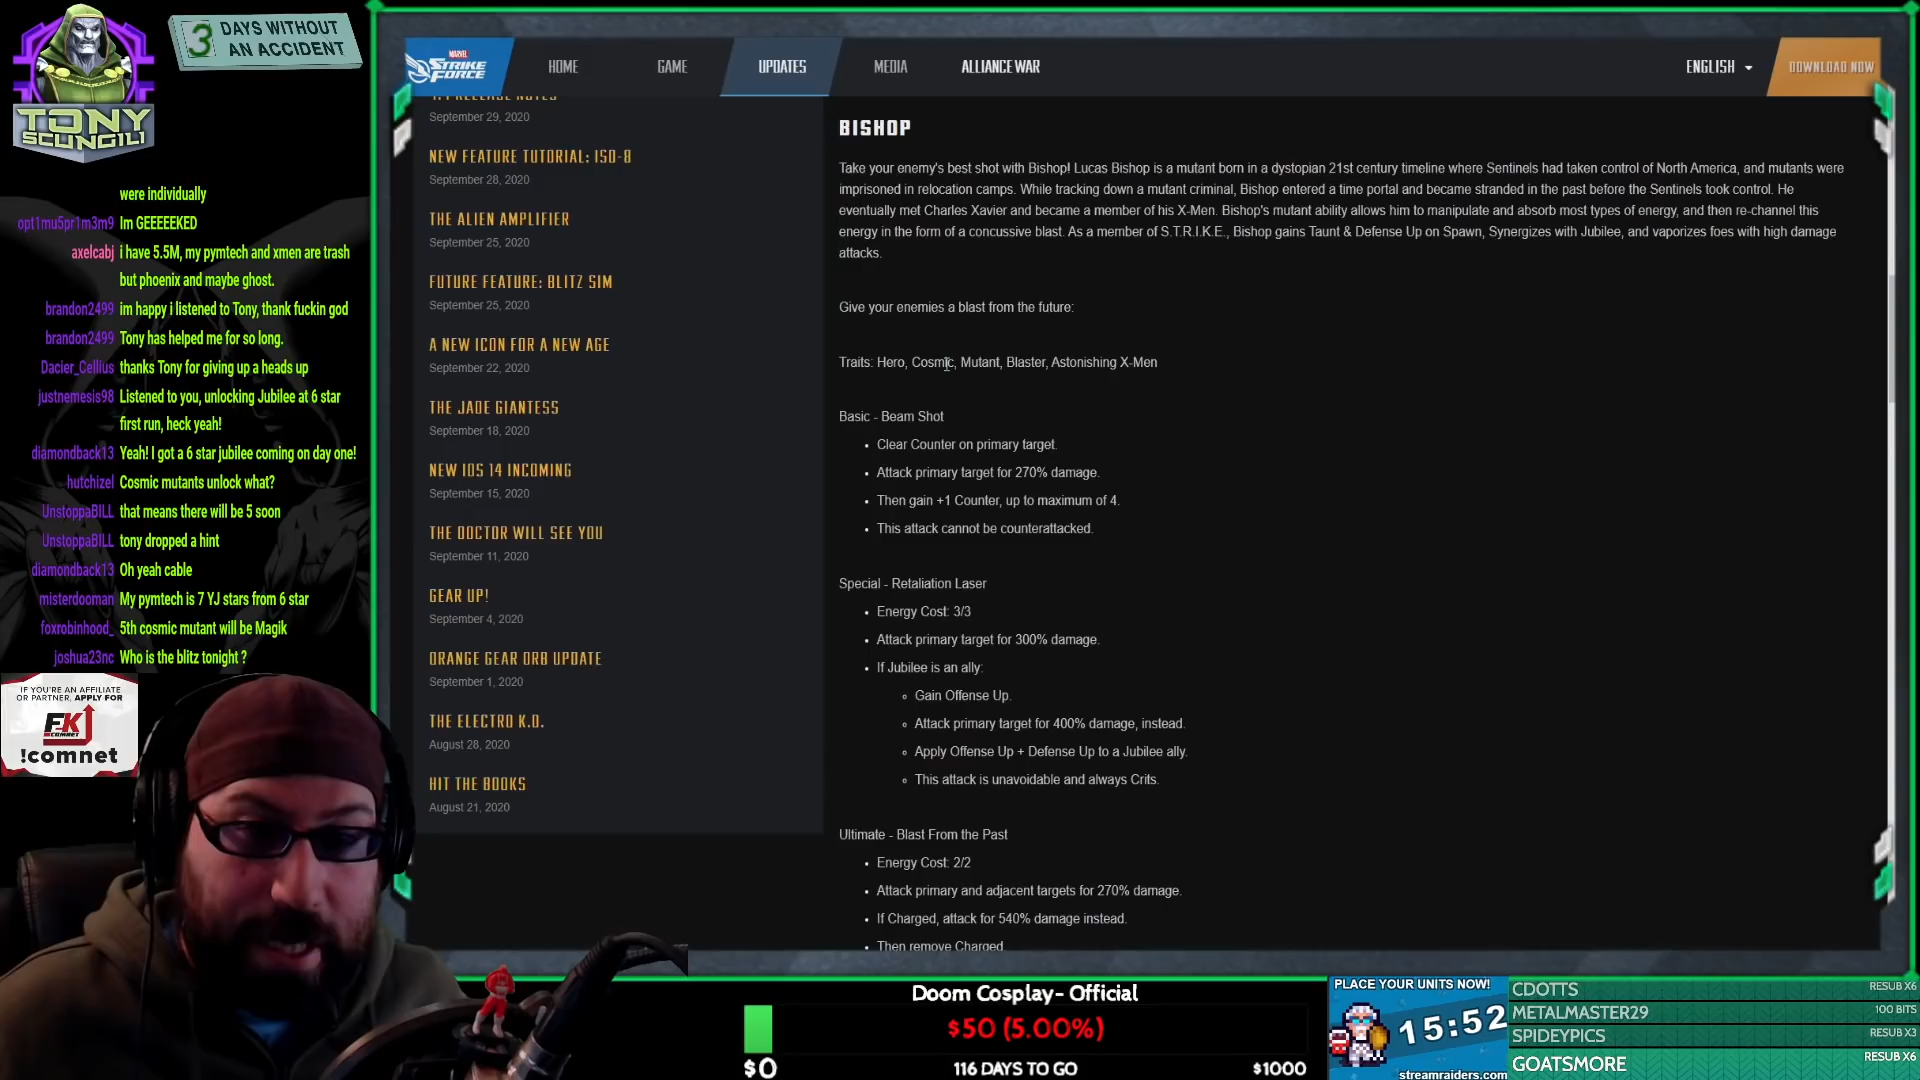 3 DAYS WITHOUT
AN ACCIDENT
TONY
SCUNGILI
were individually
opt1mu5pr1m3m9 Im GEEEEEKED
axelcabj i have 5.5M, my pymtech and xmen are trash
but phoenix and maybe ghost.
brandon2499 im happy i listened to Tony, thank fuckin god
brandon2499 Tony has helped me for so long.
Dacier_Cellius thanks Tony for giving up a heads up
justnemesis98 Listened to you, unlocking Jubilee at 6 star
first run, heck yeah!
diamondback13 Yeah! I got a 6 star jubilee coming on day one!
hutchizel Cosmic mutants unlock what?
UnstoppaBILL that means there will be 5 soon
UnstoppaBILL tony dropped a hint
diamondback13 Oh yeah cable
misterdooman My pymtech is 7 YJ stars from 6 star
foxrobinhood_ 5th cosmic mutant will be Magik
joshua23nc Who is the blitz tonight ?
IF YOU'RE AN AFFILIATE
OR PARTNER, APPLY FOR
COMNET
!comnet
MARVEL
STRIKE
FORCE
HOME
GAME
UPDATES
MEDIA
ALLIANCE WAR
ENGLISH
DOWNLOAD NOW
RELEASE NOTES
September 29, 2020
NEW FEATURE TUTORIAL: ISO-8
September 28, 2020
THE ALIEN AMPLIFIER
September 25, 2020
FUTURE FEATURE: BLITZ SIM
September 25, 2020
A NEW ICON FOR A NEW AGE
September 22, 2020
THE JADE GIANTESS
September 18, 2020
NEW IOS 14 INCOMING
September 15, 2020
THE DOCTOR WILL SEE YOU
September 11, 2020
GEAR UP!
September 4, 2020
ORANGE GEAR ORB UPDATE
September 1, 2020
THE ELECTRO K.O.
August 28, 2020
HIT THE BOOKS
August 21, 2020
BISHOP
Take your enemy's best shot with Bishop! Lucas Bishop is a mutant born in a dystopian 21st century timeline where Sentinels had taken control of North America, and mutants were
imprisoned in relocation camps. While tracking down a mutant criminal, Bishop entered a time portal and became stranded in the past before the Sentinels took control. He
eventually met Charles Xavier and became a member of his X-Men. Bishop's mutant ability allows him to manipulate and absorb most types of energy, and then re-channel this
energy in the form of a concussive blast. As a member of S.T.R.I.K.E., Bishop gains Taunt & Defense Up on Spawn, Synergizes with Jubilee, and vaporizes foes with high damage
attacks.
Give your enemies a blast from the future:
Traits: Hero, Cosmic, Mutant, Blaster, Astonishing X-Men
Basic - Beam Shot
• Clear Counter on primary target.
• Attack primary target for 270% damage.
• Then gain +1 Counter, up to maximum of 4.
• This attack cannot be counterattacked.
Special - Retaliation Laser
• Energy Cost: 3/3
• Attack primary target for 300% damage.
• If Jubilee is an ally:
◦ Gain Offense Up.
◦ Attack primary target for 400% damage, instead.
◦ Apply Offense Up + Defense Up to a Jubilee ally.
◦ This attack is unavoidable and always Crits.
Ultimate - Blast From the Past
• Energy Cost: 2/2
• Attack primary and adjacent targets for 270% damage.
• If Charged, attack for 540% damage instead.
• Then remove Charged
Doom Cosplay- Official
$50 (5.00%)
$0
116 DAYS TO GO
$1000
PLACE YOUR UNITS NOW!
15:52
streamraiders.com
CDOTTS RESUB X6
METALMASTER29 100 BITS
SPIDEYPICS RESUB X3
GOATSMORE RESUB X6